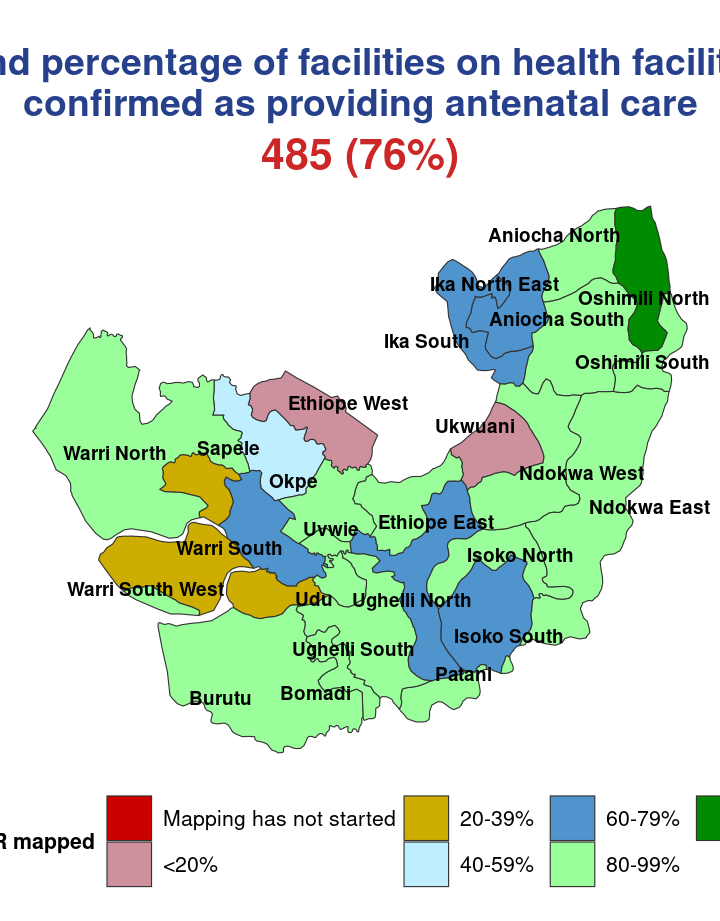 nd percentage of facilities on health facilit
confirmed as providing antenatal care
485 (76%)
Aniocha North
Ika North East
Oshimili North
Aniocha South
Ika South
Oshimili South
Ethiope West
Ukwuani
Sapele
Warri North
Ndokwa West
Okpe
Ndokwa East
Ethiope East
Uvwie
Warri South
Isoko North
Warri South West
Udu
Ughelli North
Isoko South
Ughelli South
Patani
Bomadi
Burutu
R mapped
Mapping has not started
<20%
20-39%
40-59%
60-79%
80-99%